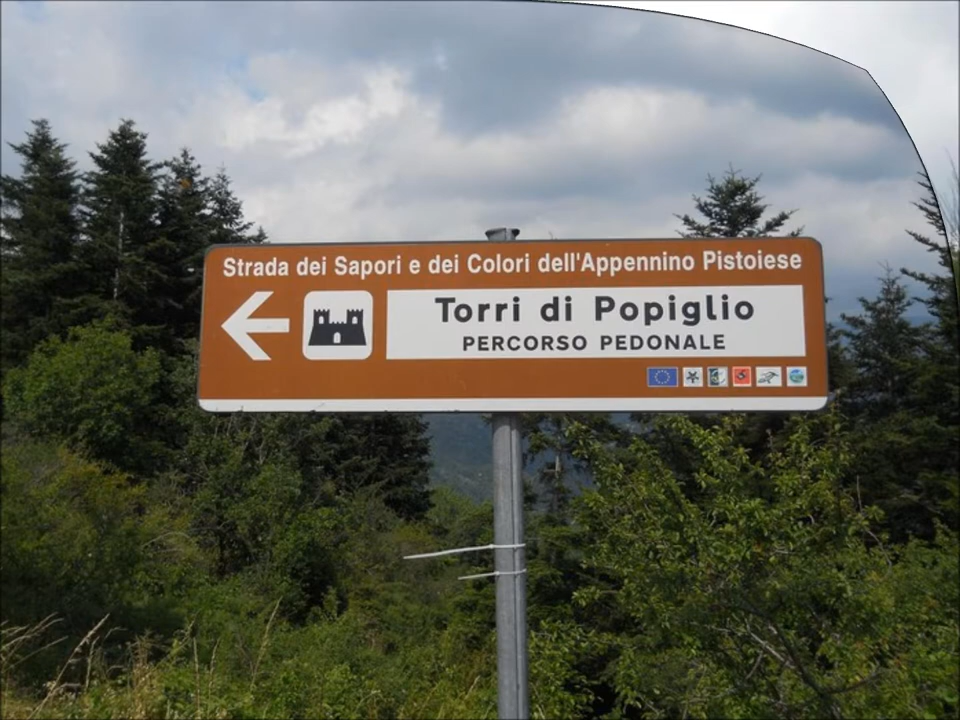 Strada dei Sapori e dei Colori dell'Appennino Pistoiese
Torri di Popiglio
PERCORSO PEDONALE